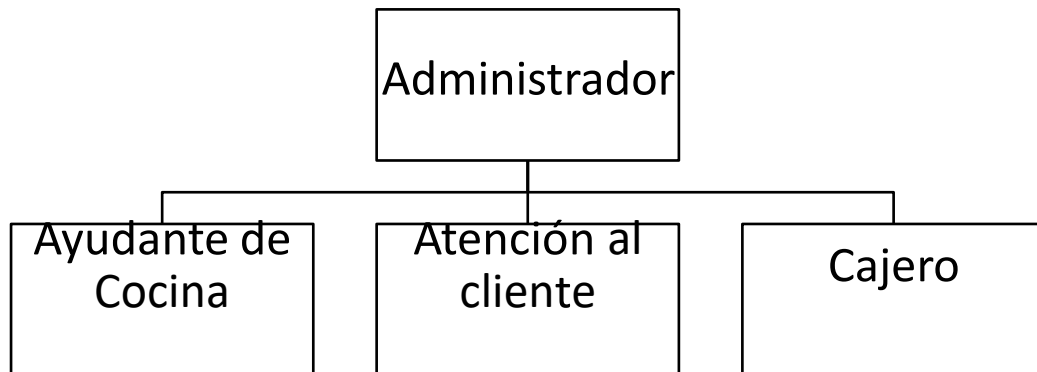 Administrador
Ayudante de
Cocina
Atención al
cliente
Cajero